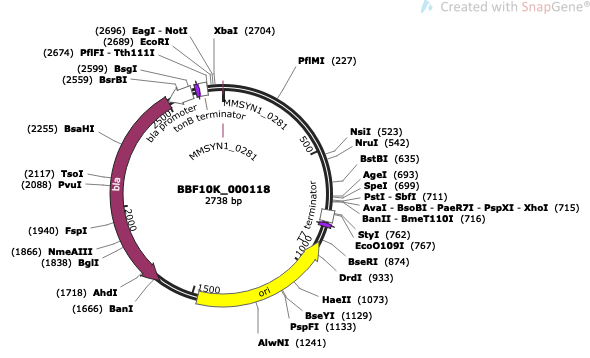 Created with SnapGene®
(2696) EagI - NotI
XbaI (2704)
(2689) EcoRI
(2674) PflFI - Tth111I
(2599) BsgI
(2559) BsrBI
PflMI (227)
(2255) BsaHI
(2117) TsoI
(2088) PvuI
(1940) FspI
(1866) NmeAIII
(1838) BglI
(1718) AhdI
(1666) BanI
NsiI (523)
NruI (542)
BstBI (635)
AgeI (693)
SpeI (699)
PstI - SbfI (711)
AvaI - BsoBI - PaeR7I - PspXI - XhoI (715)
BanII - BmeT110I (716)
StyI (762)
EcoO109I (767)
BseRI (874)
DrdI (933)
HaeII (1073)
BseYI (1129)
PspFI (1133)
AlwNI (1241)
MMSYN1_0281
tonB terminator
bla promoter
MMSYN1_0281
BBF10K_000118
2738 bp
T7 terminator
bla
ori
500
1000
1500
2000
2500